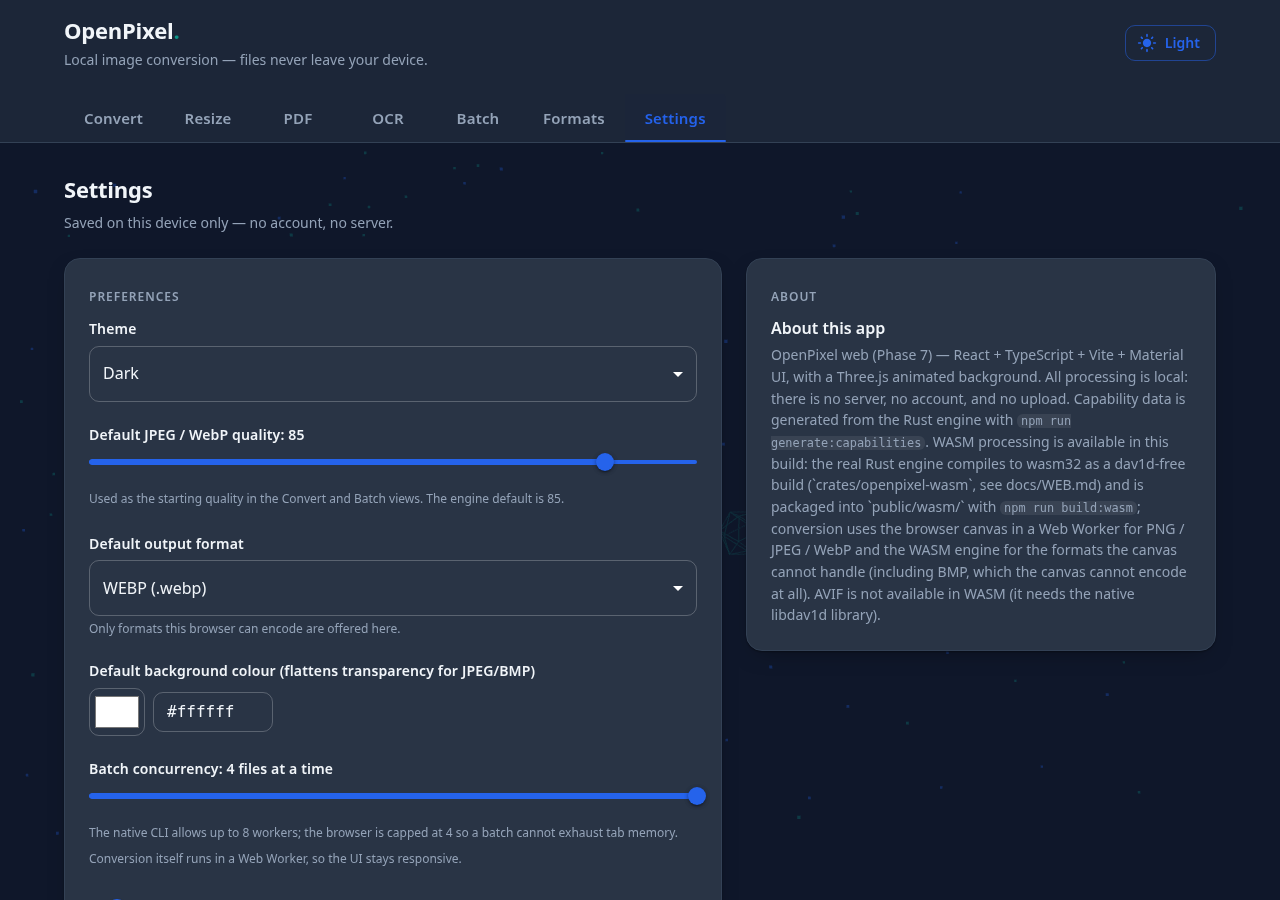 OpenPixel.
Local image conversion — files never leave your device.
Light
Convert
Resize
PDF
OCR
Batch
Formats
Settings
Settings
Saved on this device only — no account, no server.
PREFERENCES
Theme
Dark
Default JPEG / WebP quality: 85
Used as the starting quality in the Convert and Batch views. The engine default is 85.
Default output format
WEBP (.webp)
Only formats this browser can encode are offered here.
Default background colour (flattens transparency for JPEG/BMP)
#ffffff
Batch concurrency: 4 files at a time
The native CLI allows up to 8 workers; the browser is capped at 4 so a batch cannot exhaust tab memory.
Conversion itself runs in a Web Worker, so the UI stays responsive.
ABOUT
About this app
OpenPixel web (Phase 7) — React + TypeScript + Vite + Material
UI, with a Three.js animated background. All processing is local:
there is no server, no account, and no upload. Capability data is
generated from the Rust engine with npm run
generate:capabilities. WASM processing is available in this
build: the real Rust engine compiles to wasm32 as a dav1d-free
build (`crates/openpixel-wasm`, see docs/WEB.md) and is
packaged into `public/wasm/` with npm run build:wasm;
conversion uses the browser canvas in a Web Worker for PNG /
JPEG / WebP and the WASM engine for the formats the canvas
cannot handle (including BMP, which the canvas cannot encode
at all). AVIF is not available in WASM (it needs the native
libdav1d library).